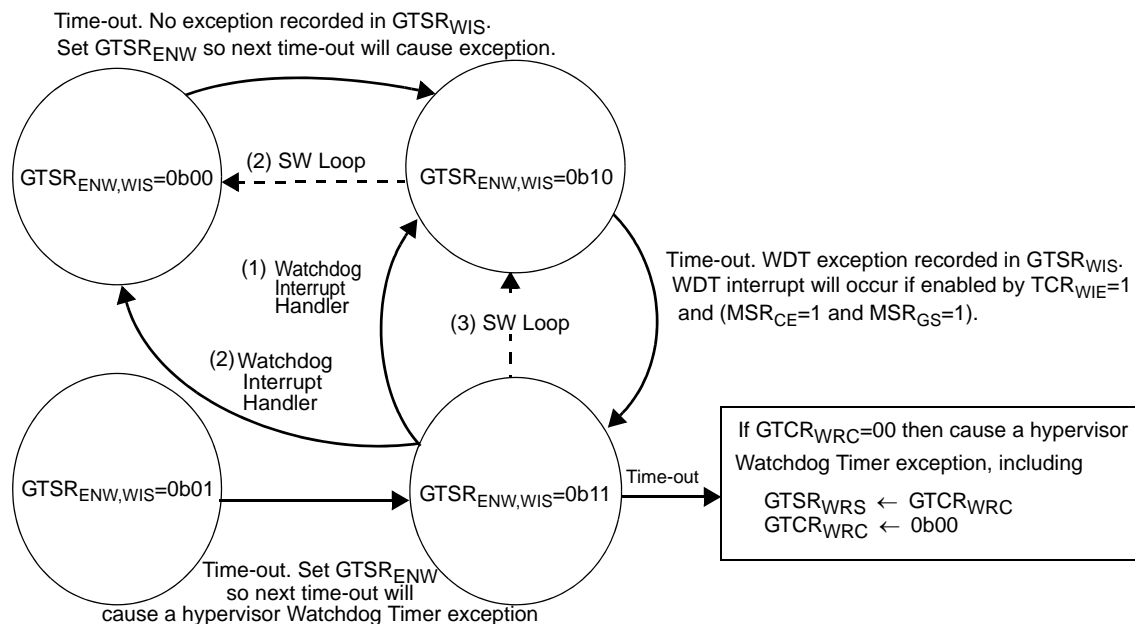 Time-out. No exception recorded in GTSRWIS.
Set GTSRENW so next time-out will cause exception.
GTSRENW,WIS=0b00
(2) SW Loop
GTSRENW,WIS=0b10
(1) Watchdog
Interrupt
Handler
Time-out. WDT exception recorded in GTSRWIS.
WDT interrupt will occur if enabled by TCRWIE=1
and (MSRCE=1 and MSRGS=1).
(3) SW Loop
(2) Watchdog
Interrupt
Handler
GTSRENW,WIS=0b01
GTSRENW,WIS=0b11
Time-out
If GTCRWRC=00 then cause a hypervisor
Watchdog Timer exception, including
GTSRWRS ← GTCRWRC
GTCRWRC ← 0b00
Time-out. Set GTSRENW
so next time-out will
cause a hypervisor Watchdog Timer exception